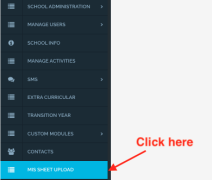 SCHOOL ADMINISTRATION
MANAGE USERS
SCHOOL INFO
MANAGE ACTIVITIES
SMS
EXTRA CURRICULAR
TRANSITION YEAR
CUSTOM MODULES
Click here
CONTACTS
MIS SHEET UPLOAD